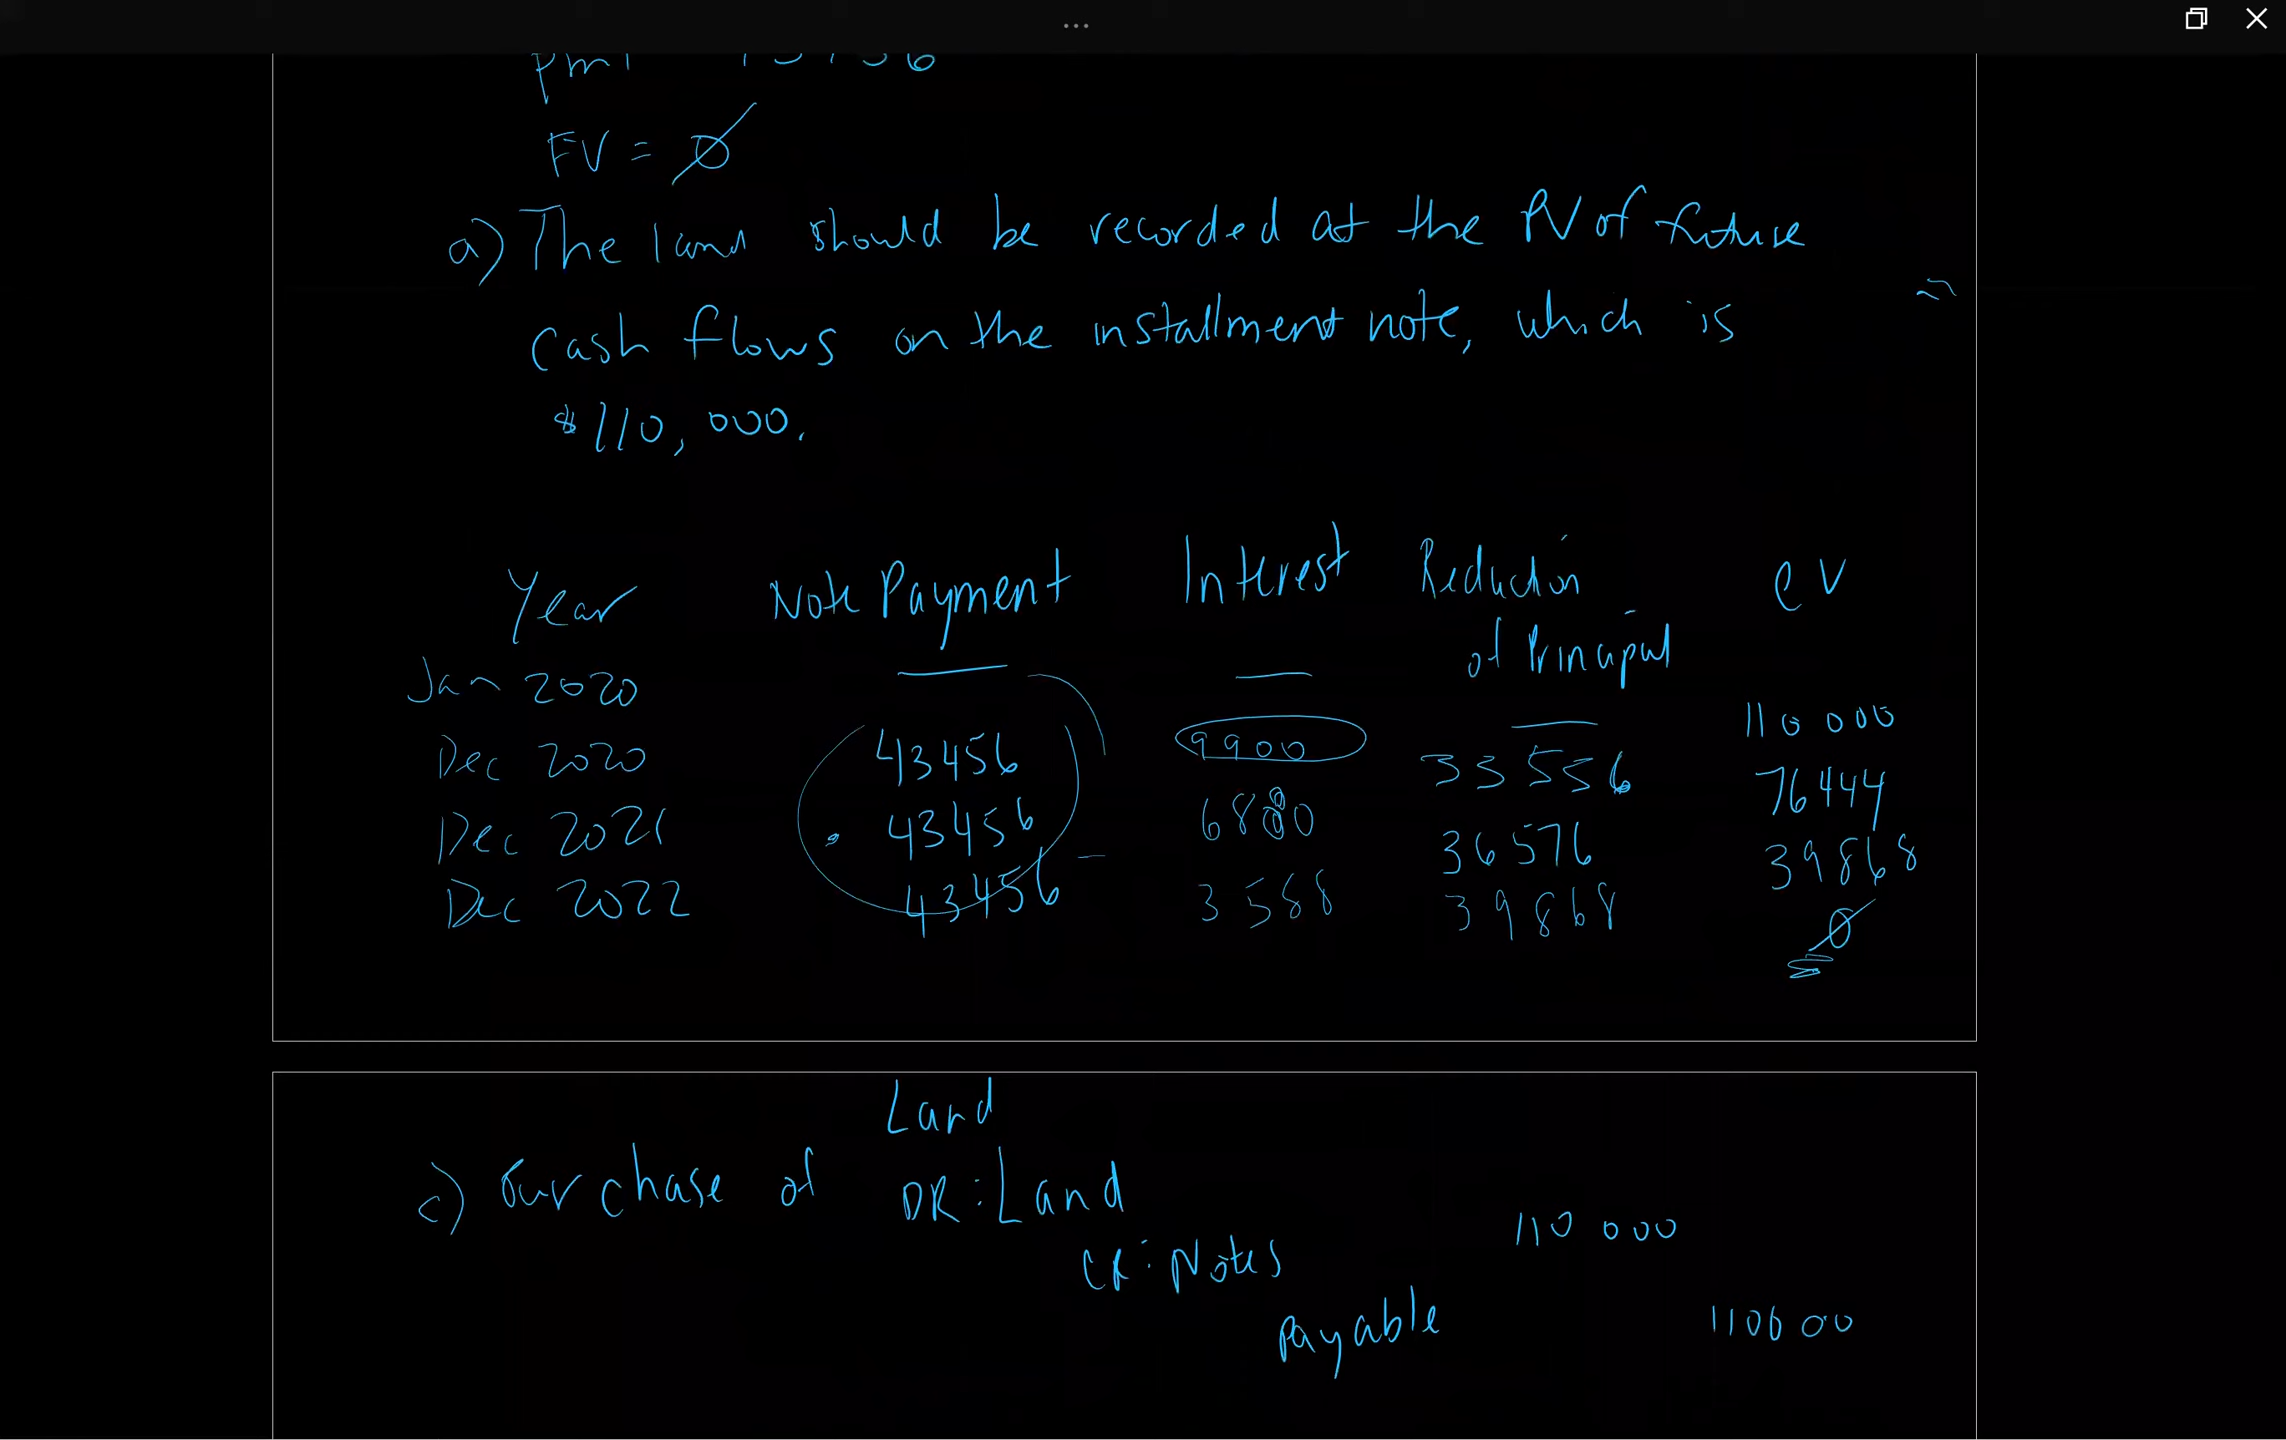 FV = Ø
a) The land should be recorded at the PV of future
cash flows on the installment note, which is
$110,000.
Year Note Payment Interest Reduction of Principal CV
Jan 2020 — — — 110 000
Dec 2020 43456 9900 33556 76444
Dec 2021 43456 6880 36576 39868
Dec 2022 43456 3588 39868 Ø
Land
c) Purchase of DR: Land 110 000
CR: Notes
Payable 110000